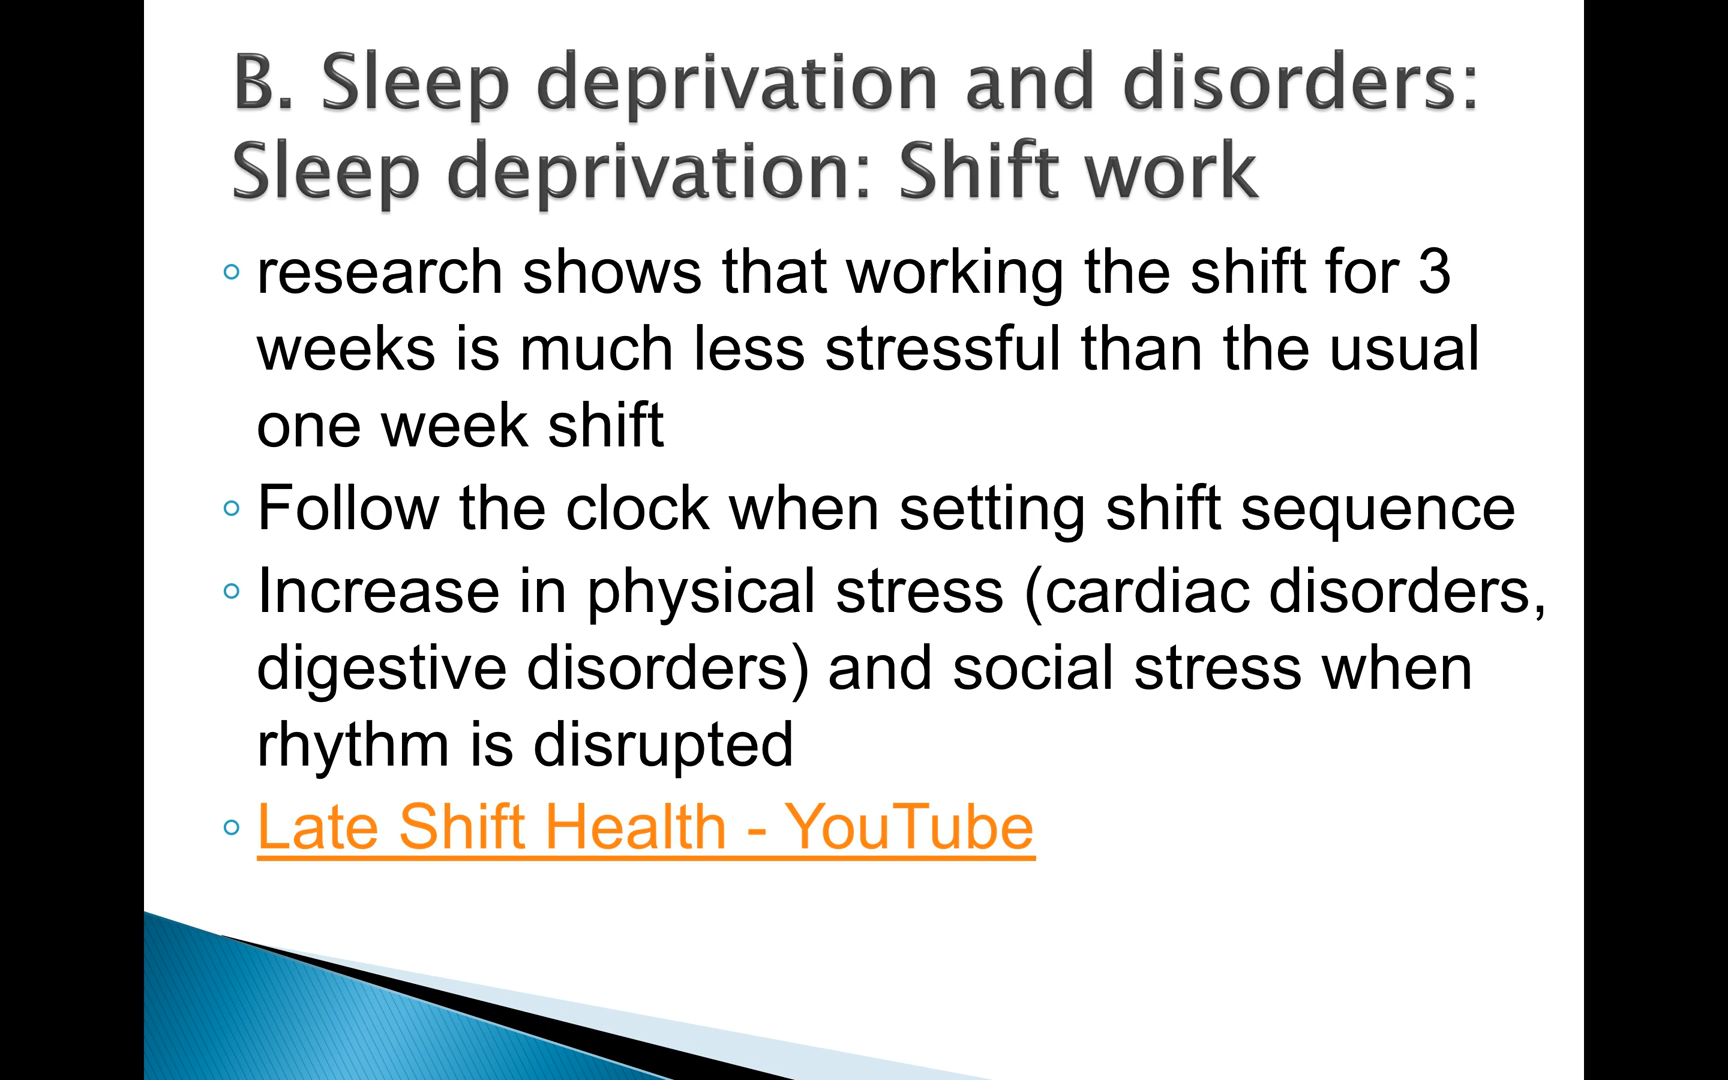 B. Sleep deprivation and disorders:
Sleep deprivation: Shift work
research shows that working the shift for 3
weeks is much less stressful than the usual
one week shift
Follow the clock when setting shift sequence
Increase in physical stress (cardiac disorders,
digestive disorders) and social stress when
rhythm is disrupted
Late Shift Health - YouTube